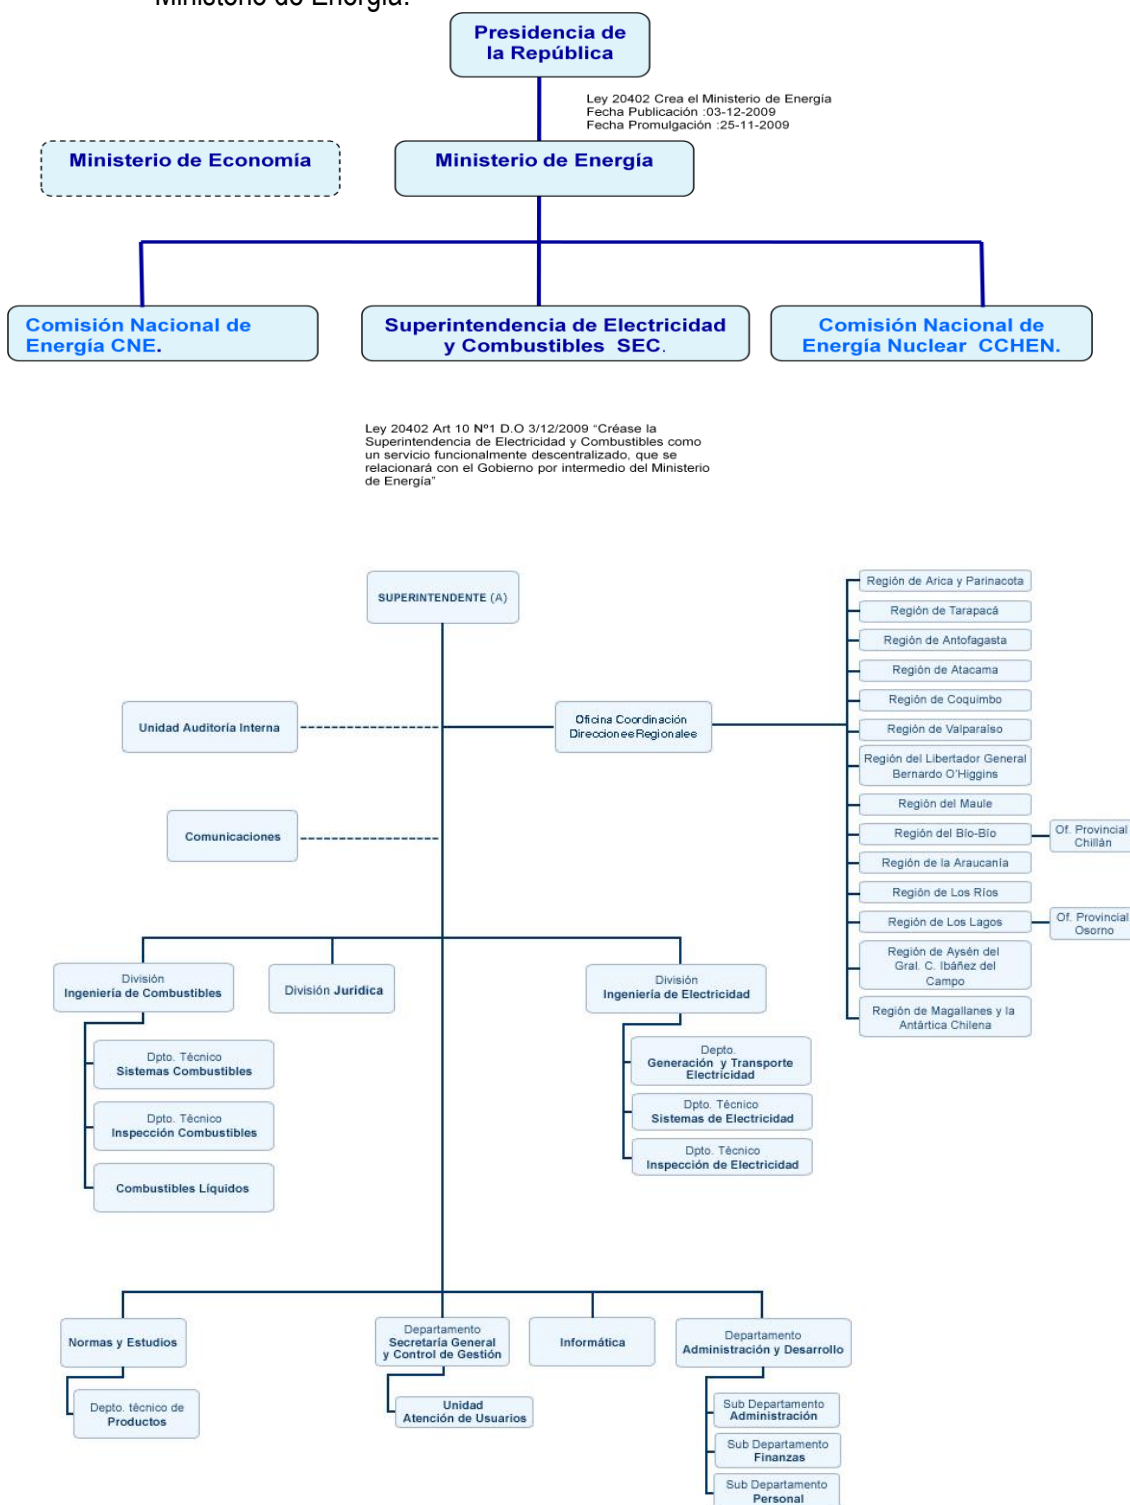 Ministerio de Energía.
Presidencia de
la República
Ley 20402 Crea el Ministerio de Energía
Fecha Publicación :03-12-2009
Fecha Promulgación :25-11-2009
Ministerio de Economía
Ministerio de Energía
Comisión Nacional de
Energía CNE.
Superintendencia de Electricidad
y Combustibles SEC.
Comisión Nacional de
Energía Nuclear CCHEN.
Ley 20402 Art 10 Nº1 D.O 3/12/2009 “Créase la
Superintendencia de Electricidad y Combustibles como
un servicio funcionalmente descentralizado, que se
relacionará con el Gobierno por intermedio del Ministerio
de Energía”
SUPERINTENDENTE (A)
Unidad Auditoría Interna
Oficina Coordinación
Direccionee Regionalee
Comunicaciones
Región de Arica y Parinacota
Región de Tarapacá
Región de Antofagasta
Región de Atacama
Región de Coquimbo
Región de Valparaíso
Región del Libertador General
Bernardo O'Higgins
Región del Maule
Región del Bío-Bío
Of. Provincial
Chillán
Región de la Araucanía
Región de Los Ríos
Región de Los Lagos
Of. Provincial
Osorno
Región de Aysén del
Gral. C. Ibáñez del
Campo
Región de Magallanes y la
Antártica Chilena
División
Ingeniería de Combustibles
División Jurídica
División
Ingeniería de Electricidad
Dpto. Técnico
Sistemas Combustibles
Dpto. Técnico
Inspección Combustibles
Combustibles Líquidos
Depto.
Generación y Transporte
Electricidad
Dpto. Técnico
Sistemas de Electricidad
Dpto. Técnico
Inspección de Electricidad
Normas y Estudios
Depto. técnico de
Productos
Departamento
Secretaría General
y Control de Gestión
Unidad
Atención de Usuarios
Informática
Departamento
Administración y Desarrollo
Sub Departamento
Administración
Sub Departamento
Finanzas
Sub Departamento
Personal